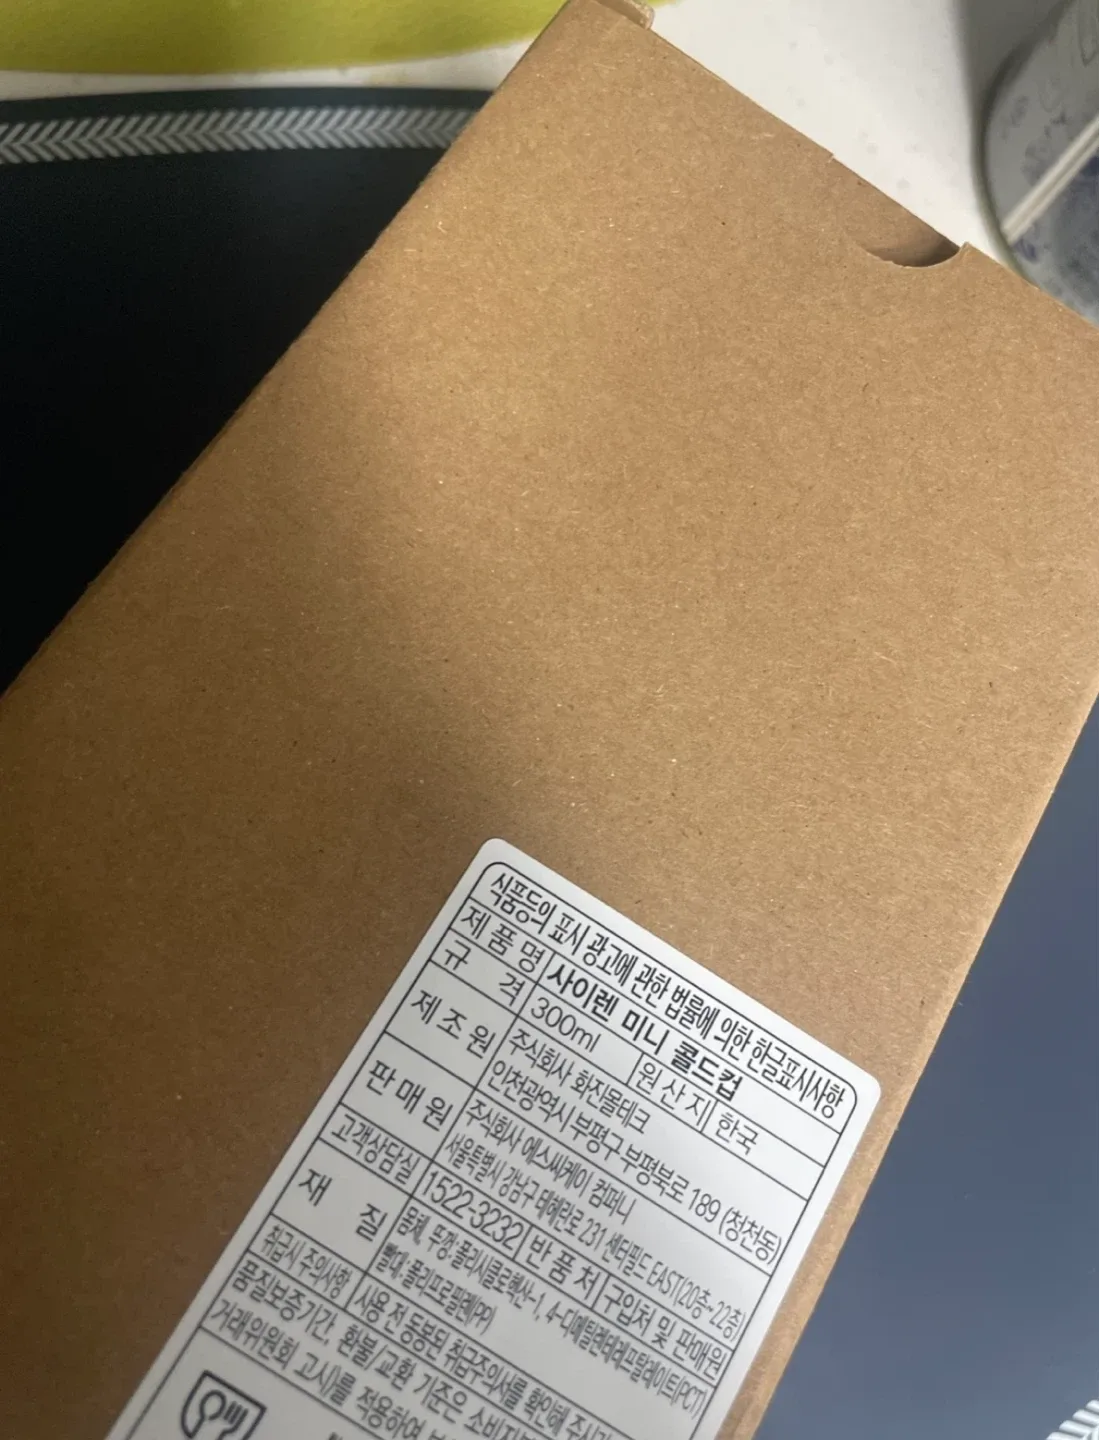 식품등의 표시 광고에 관한 법률에 의한 한글표시사항
제품명 사이렌 미니 콜드컵
규격 300ml 원산지 한국
제조원 주식회사 화진몰테크
인천광역시 부평구 부평북로 189 (청천동)
판매원 주식회사 에스씨케이 컴퍼니
서울특별시 강남구 테헤란로 231 센터필드 EAST(20층~22층)
고객상담실 1522-3232 반품처 구입처 및 판매원
재질 몸체, 뚜껑:폴리시클로헥산-1, 4-디메틸렌테레프탈레이트(PCT)
빨대:폴리프로필렌(PP)
취급시 주의사항 사용 전 동봉된 취급주의서를 확인해 주시기
품질보증기간, 환불/교환 기준은 소비자
거래위원회 고시)를 적용하여